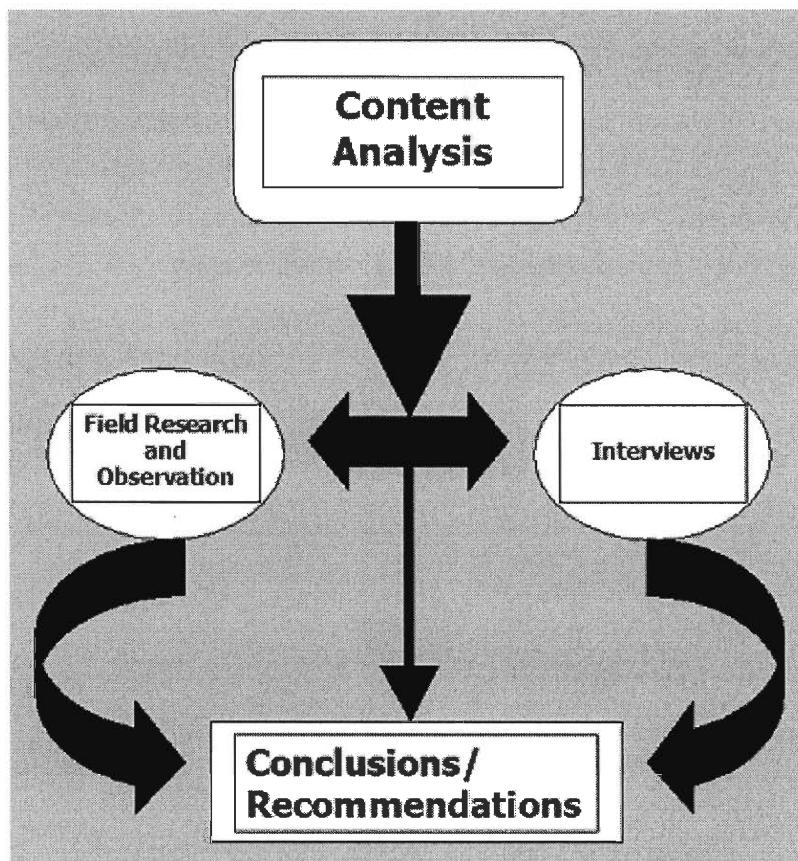 Content
Analysis
Field Research
and
Observation
Interviews
Conclusions/
Recommendations